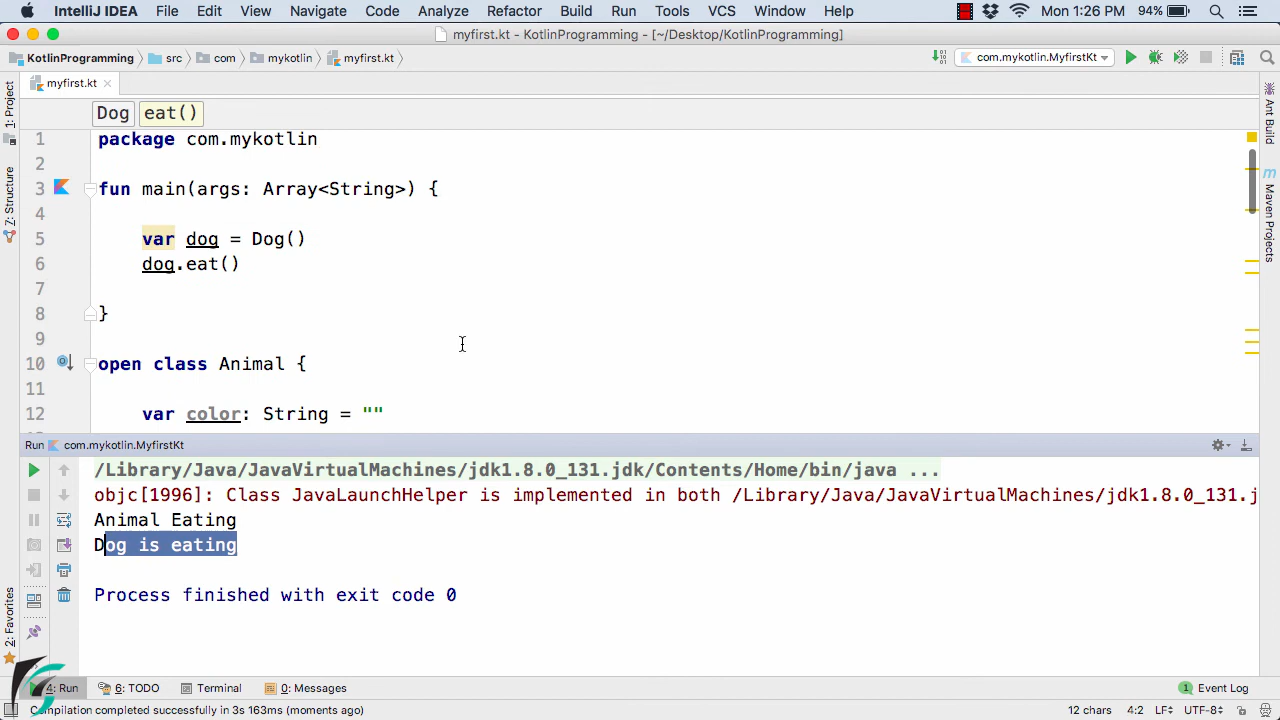 IntelliJ IDEA File Edit View Navigate Code Analyze Refactor Build Run Tools VCS Window Help Mon 1:26 PM 94%
myfirst.kt - KotlinProgramming - [~/Desktop/KotlinProgramming]
KotlinProgramming src com mykotlin myfirst.kt com.mykotlin.MyfirstKt
myfirst.kt
Dog eat()
1 package com.mykotlin
2
3 fun main(args: Array<String>) {
4
5 var dog = Dog()
6 dog.eat()
7
8 }
9
10 open class Animal {
11
12 var color: String = ""
Run com.mykotlin.MyfirstKt
/Library/Java/JavaVirtualMachines/jdk1.8.0_131.jdk/Contents/Home/bin/java ...
objc[1996]: Class JavaLaunchHelper is implemented in both /Library/Java/JavaVirtualMachines/jdk1.8.0_131.j
Animal Eating
Dog is eating
Process finished with exit code 0
1: Project
7: Structure
2: Favorites
Ant Build
Maven Projects
4: Run 6: TODO Terminal 0: Messages 1 Event Log
Compilation completed successfully in 3s 163ms (moments ago) 12 chars 4:2 LF UTF-8